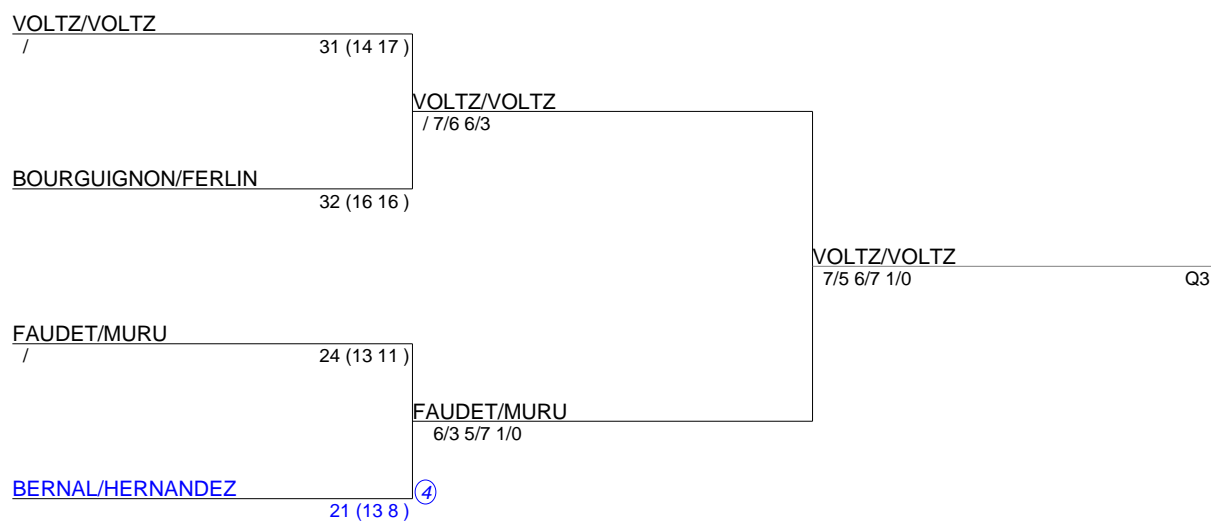 VOLTZ/VOLTZ
/ 31 (14 17 )
VOLTZ/VOLTZ
/ 7/6 6/3
BOURGUIGNON/FERLIN
32 (16 16 )
VOLTZ/VOLTZ
7/5 6/7 1/0 Q3
FAUDET/MURU
/ 24 (13 11 )
FAUDET/MURU
6/3 5/7 1/0
BERNAL/HERNANDEZ 4
21 (13 8 )